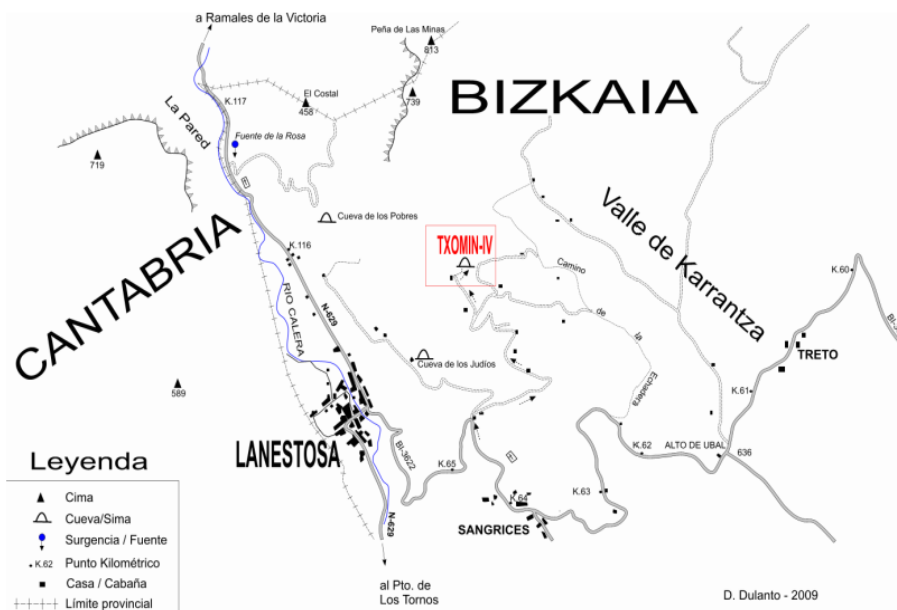 a Ramales de la Victoria
Peña de Las Minas
813
BIZKAIA
El Costal
458
739
K.117
La Pared
Fuente de la Rosa
719
CANTABRIA
Cueva de los Pobres
TXOMIN-IV
Valle de Karrantza
K.116
Camino
de
la
Echadera
K.60
RIO CALERA
N-629
TRETO
Cueva de los Judíos
589
K.61
LANESTOSA
BI-3622
K.62
ALTO DE UBAL
636
K.65
K.63
K.64
SANGRICES
N-629
Leyenda
Cima
Cueva/Sima
Surgencia / Fuente
K.62
Punto Kilométrico
Casa / Cabaña
Límite provincial
al Pto. de
Los Tornos
D. Dulanto - 2009